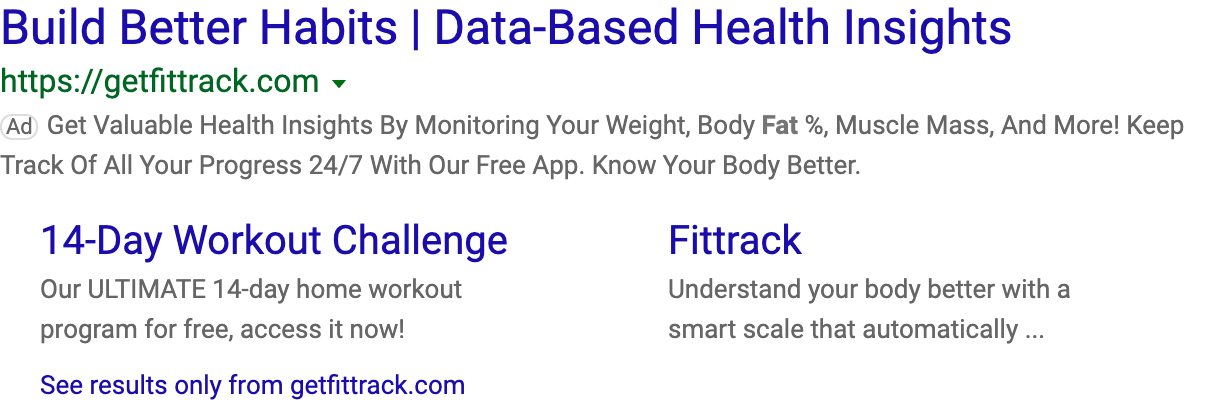 Build Better Habits | Data-Based Health Insights
https://getfittrack.com
Ad Get Valuable Health Insights By Monitoring Your Weight, Body Fat %, Muscle Mass, And More! Keep
Track Of All Your Progress 24/7 With Our Free App. Know Your Body Better.
14-Day Workout Challenge
Our ULTIMATE 14-day home workout
program for free, access it now!
Fittrack
Understand your body better with a
smart scale that automatically ...
See results only from getfittrack.com